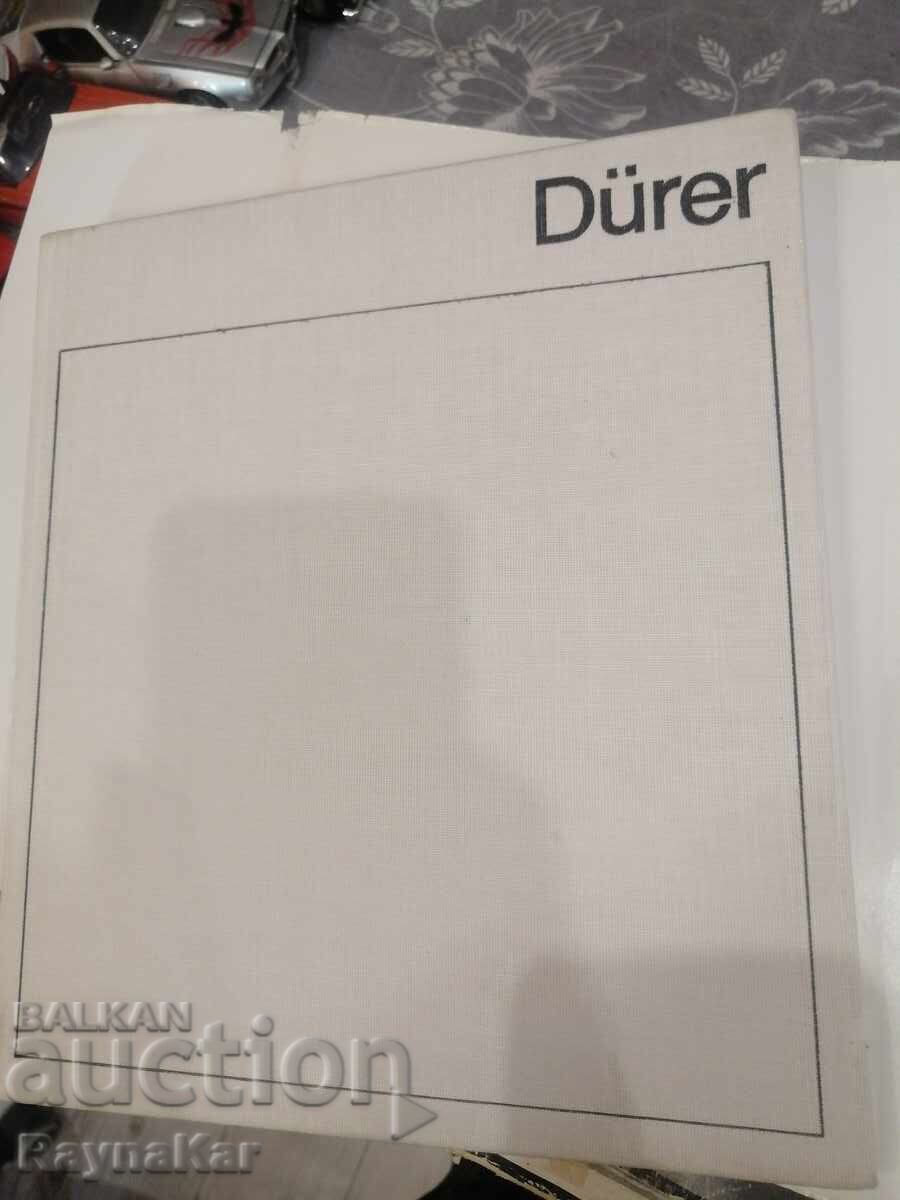 Dürer
BALKAN
auction
RaynaKar